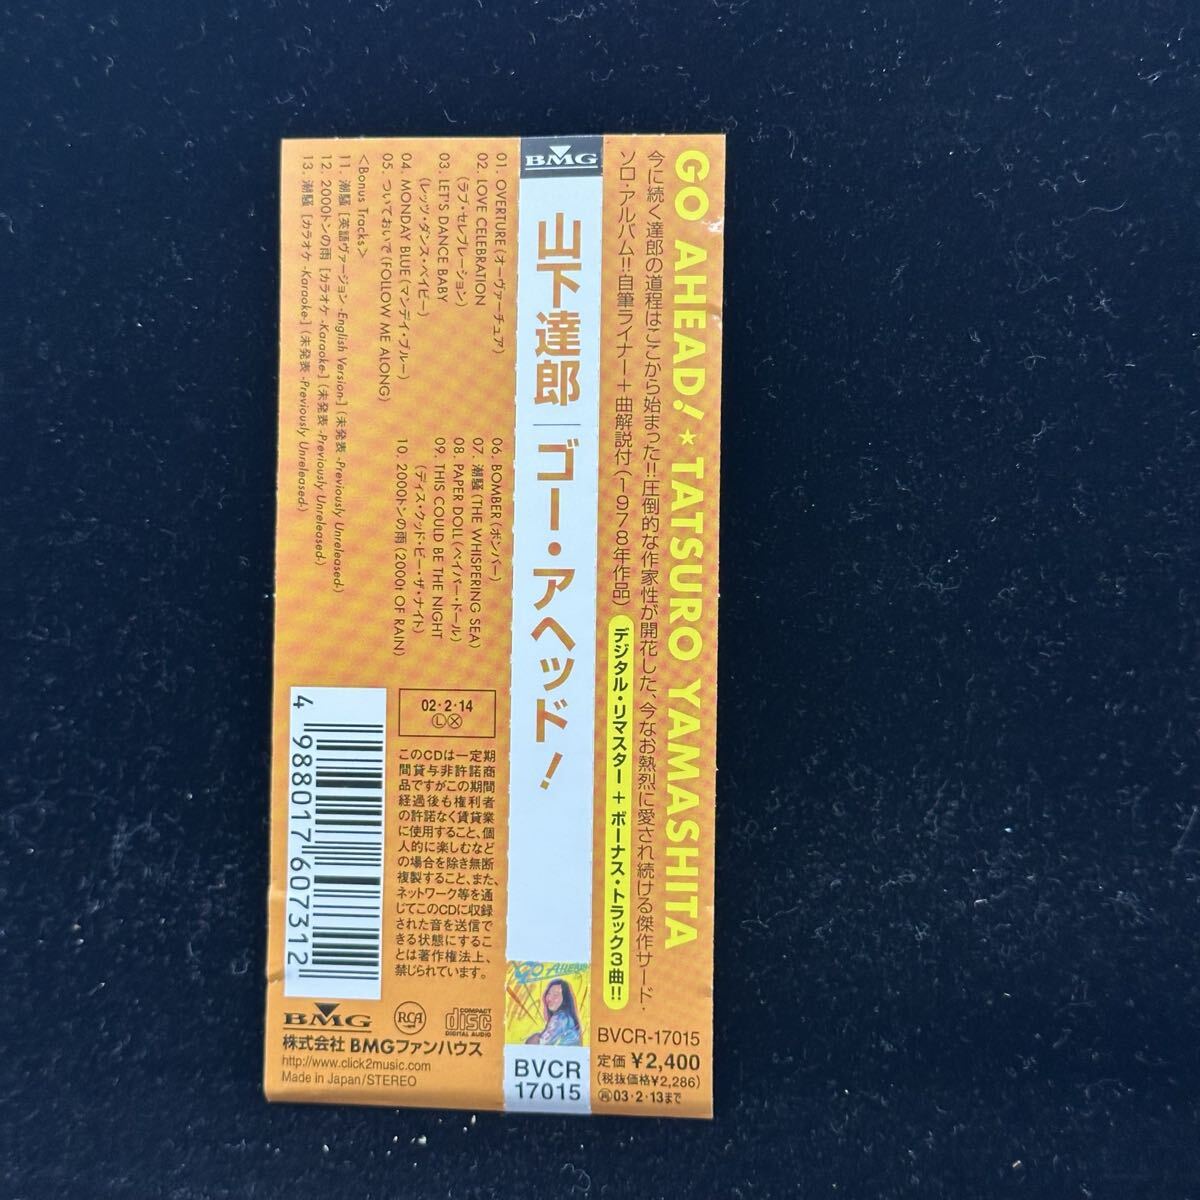 GO AHEAD!★TATSURO YAMASHITA
今に続く達郎の道程はここから始まった!!圧倒的な作家性が開花した、今なお熱烈に愛され続ける傑作サード・
ソロ・アルバム!!自筆ライナー+曲解説付(1978年作品)
デジタル・リマスター + ボーナス・トラック3曲!!
BVCR-17015
定価 ¥2,400
(税抜価格¥2,286)
再03・2・13まで
BMG
山下達郎|ゴー・アヘッド!
GO AHEAD!
BVCR
17015
01. OVERTURE (オーヴァーチュア)
02. LOVE CELEBRATION
(ラブ・セレブレーション)
03. LET'S DANCE BABY
(レッツ・ダンス・ベイビー)
04. MONDAY BLUE (マンデイ・ブルー)
05. ついておいで (FOLLOW ME ALONG)
06. BOMBER (ボンバー)
07. 潮騒 (THE WHISPERING SEA)
08. PAPER DOLL (ペイパー・ドール)
09. THIS COULD BE THE NIGHT
(ディス・クッド・ビー・ザ・ナイト)
10. 2000トンの雨 (2000t OF RAIN)
<Bonus Tracks>
11. 潮騒 [英語ヴァージョン -English Version-] (未発表 -Previously Unreleased-)
12. 2000トンの雨 [カラオケ -Karaoke-] (未発表 -Previously Unreleased-)
13. 潮騒 [カラオケ -Karaoke-] (未発表 -Previously Unreleased-)
02・2・14
Ⓛ Ⓧ
このCDは一定期
間貸与非許諾商
品ですがこの期間
経過後も権利者
の許諾なく賃貸業
に使用すること、個
人的に楽しむなど
の場合を除き無断
複製すること、また、
ネットワーク等を通
じてこのCDに収録
された音を送信で
きる状態にするこ
とは著作権法上、
禁じられています。
4 988017 607312
BMG
RCA
COMPACT
disc
DIGITAL AUDIO
株式会社 BMGファンハウス
http://www.click2music.com
Made in Japan/STEREO